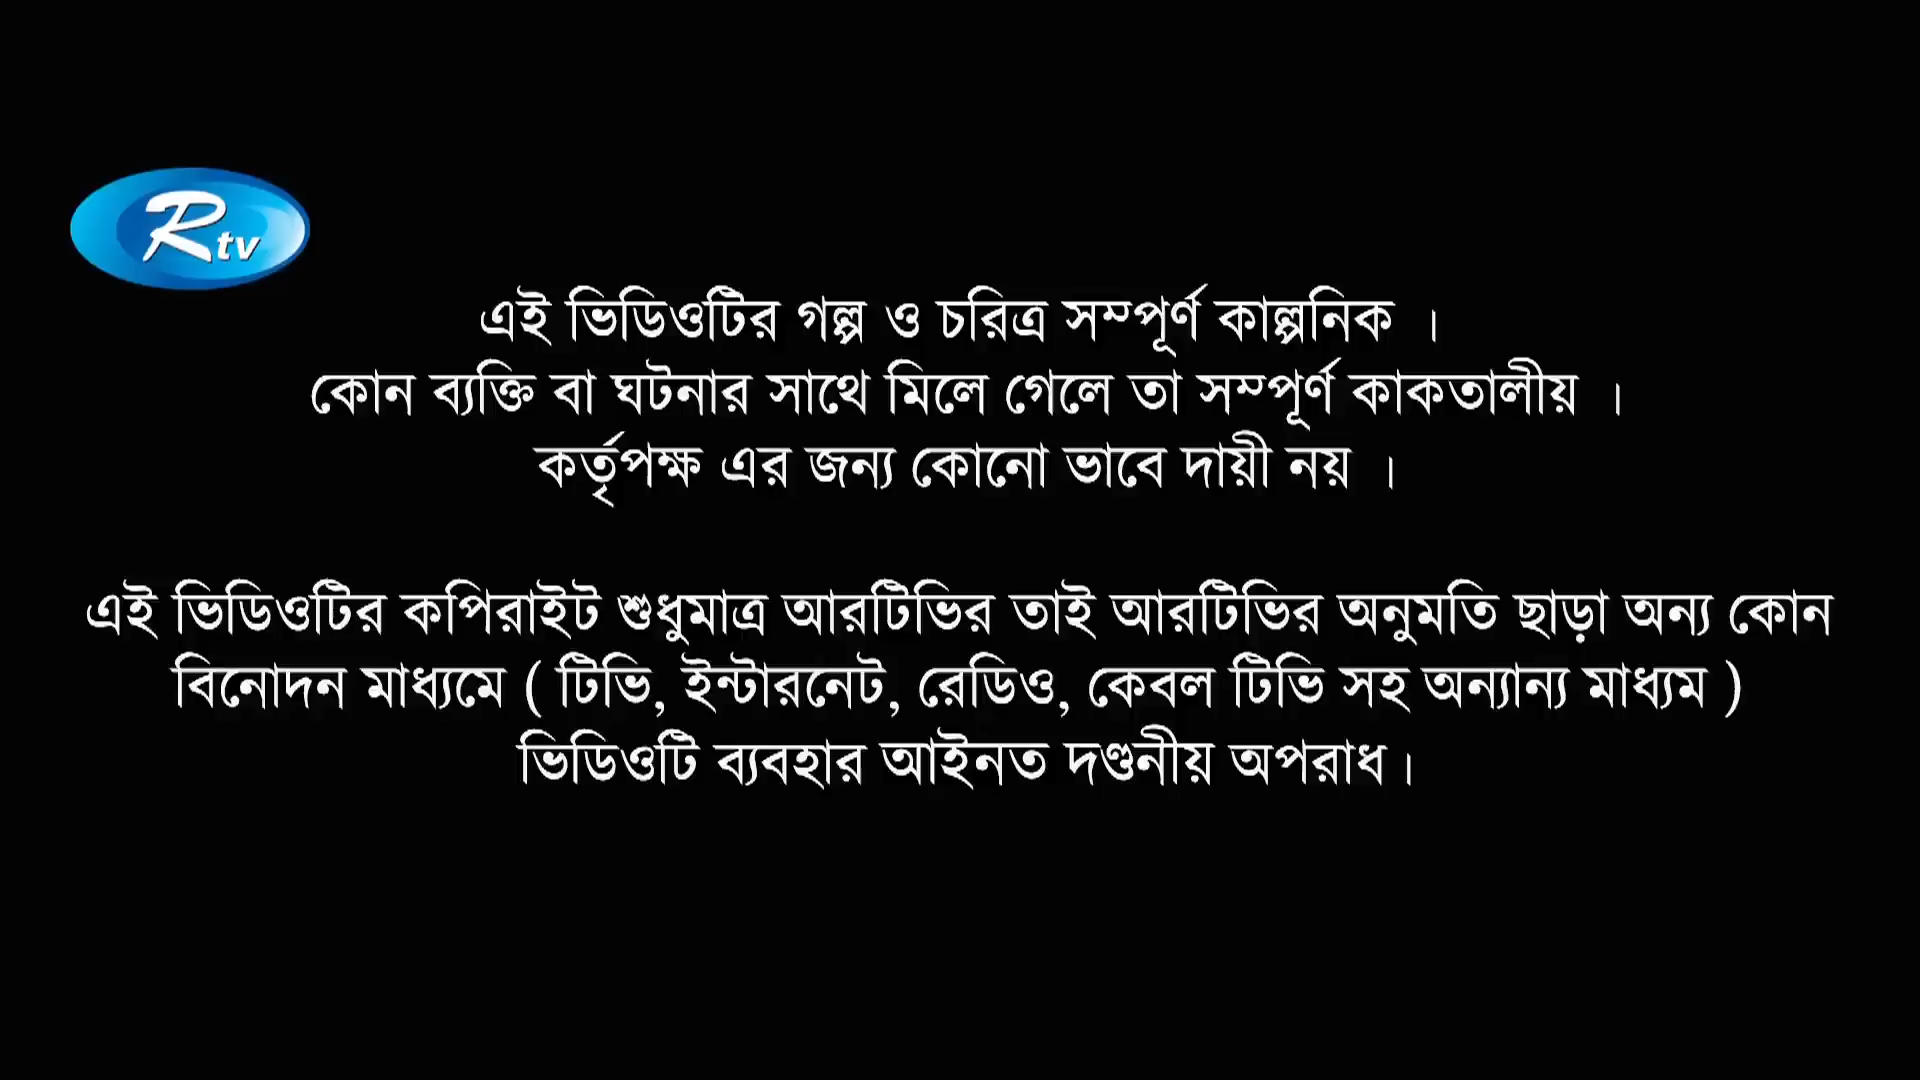 Rtv
এই ভিডিওটির গল্প ও চরিত্র সম্পূর্ণ কাল্পনিক ।
কোন ব্যক্তি বা ঘটনার সাথে মিলে গেলে তা সম্পূর্ণ কাকতালীয় ।
কর্তৃপক্ষ এর জন্য কোনো ভাবে দায়ী নয় ।
এই ভিডিওটির কপিরাইট শুধুমাত্র আরটিভির তাই আরটিভির অনুমতি ছাড়া অন্য কোন
বিনোদন মাধ্যমে ( টিভি, ইন্টারনেট, রেডিও, কেবল টিভি সহ অন্যান্য মাধ্যম )
ভিডিওটি ব্যবহার আইনত দণ্ডনীয় অপরাধ।